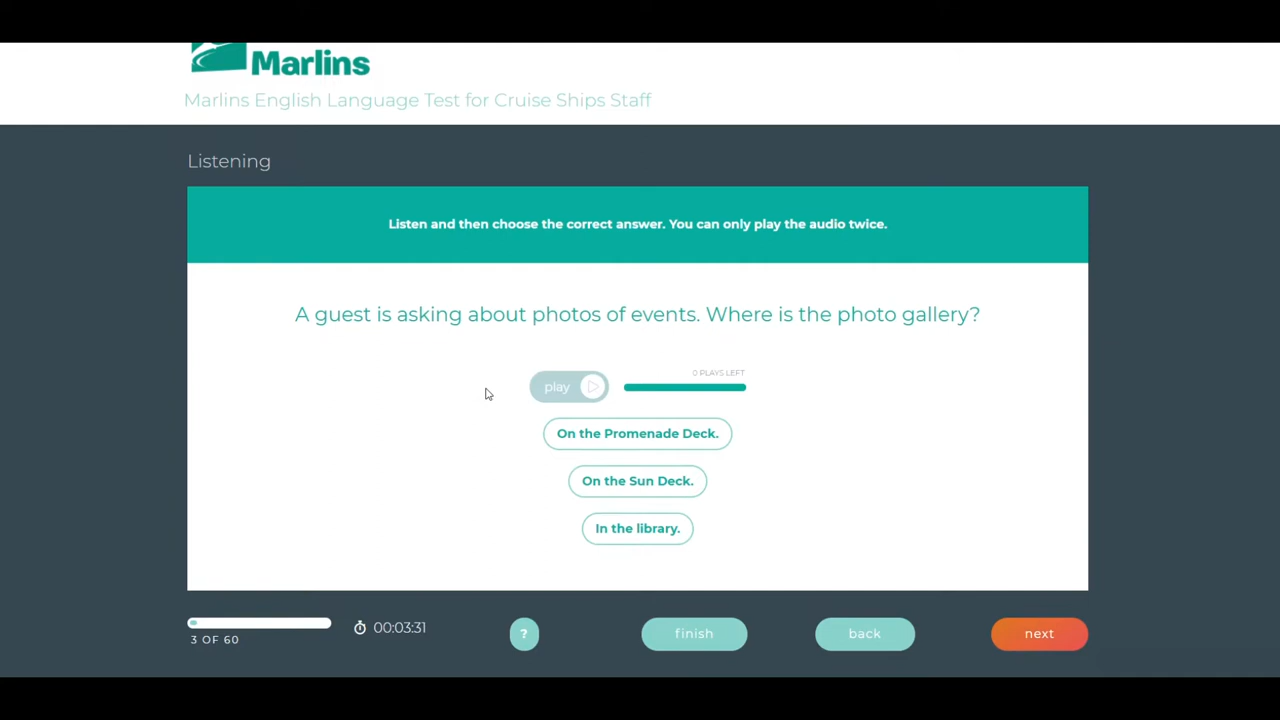 Marlins
Marlins English Language Test for Cruise Ships Staff
Listening
Listen and then choose the correct answer. You can only play the audio twice.
A guest is asking about photos of events. Where is the photo gallery?
0 PLAYS LEFT
play
On the Promenade Deck.
On the Sun Deck.
In the library.
3 OF 60
00:03:31
?
finish
back
next